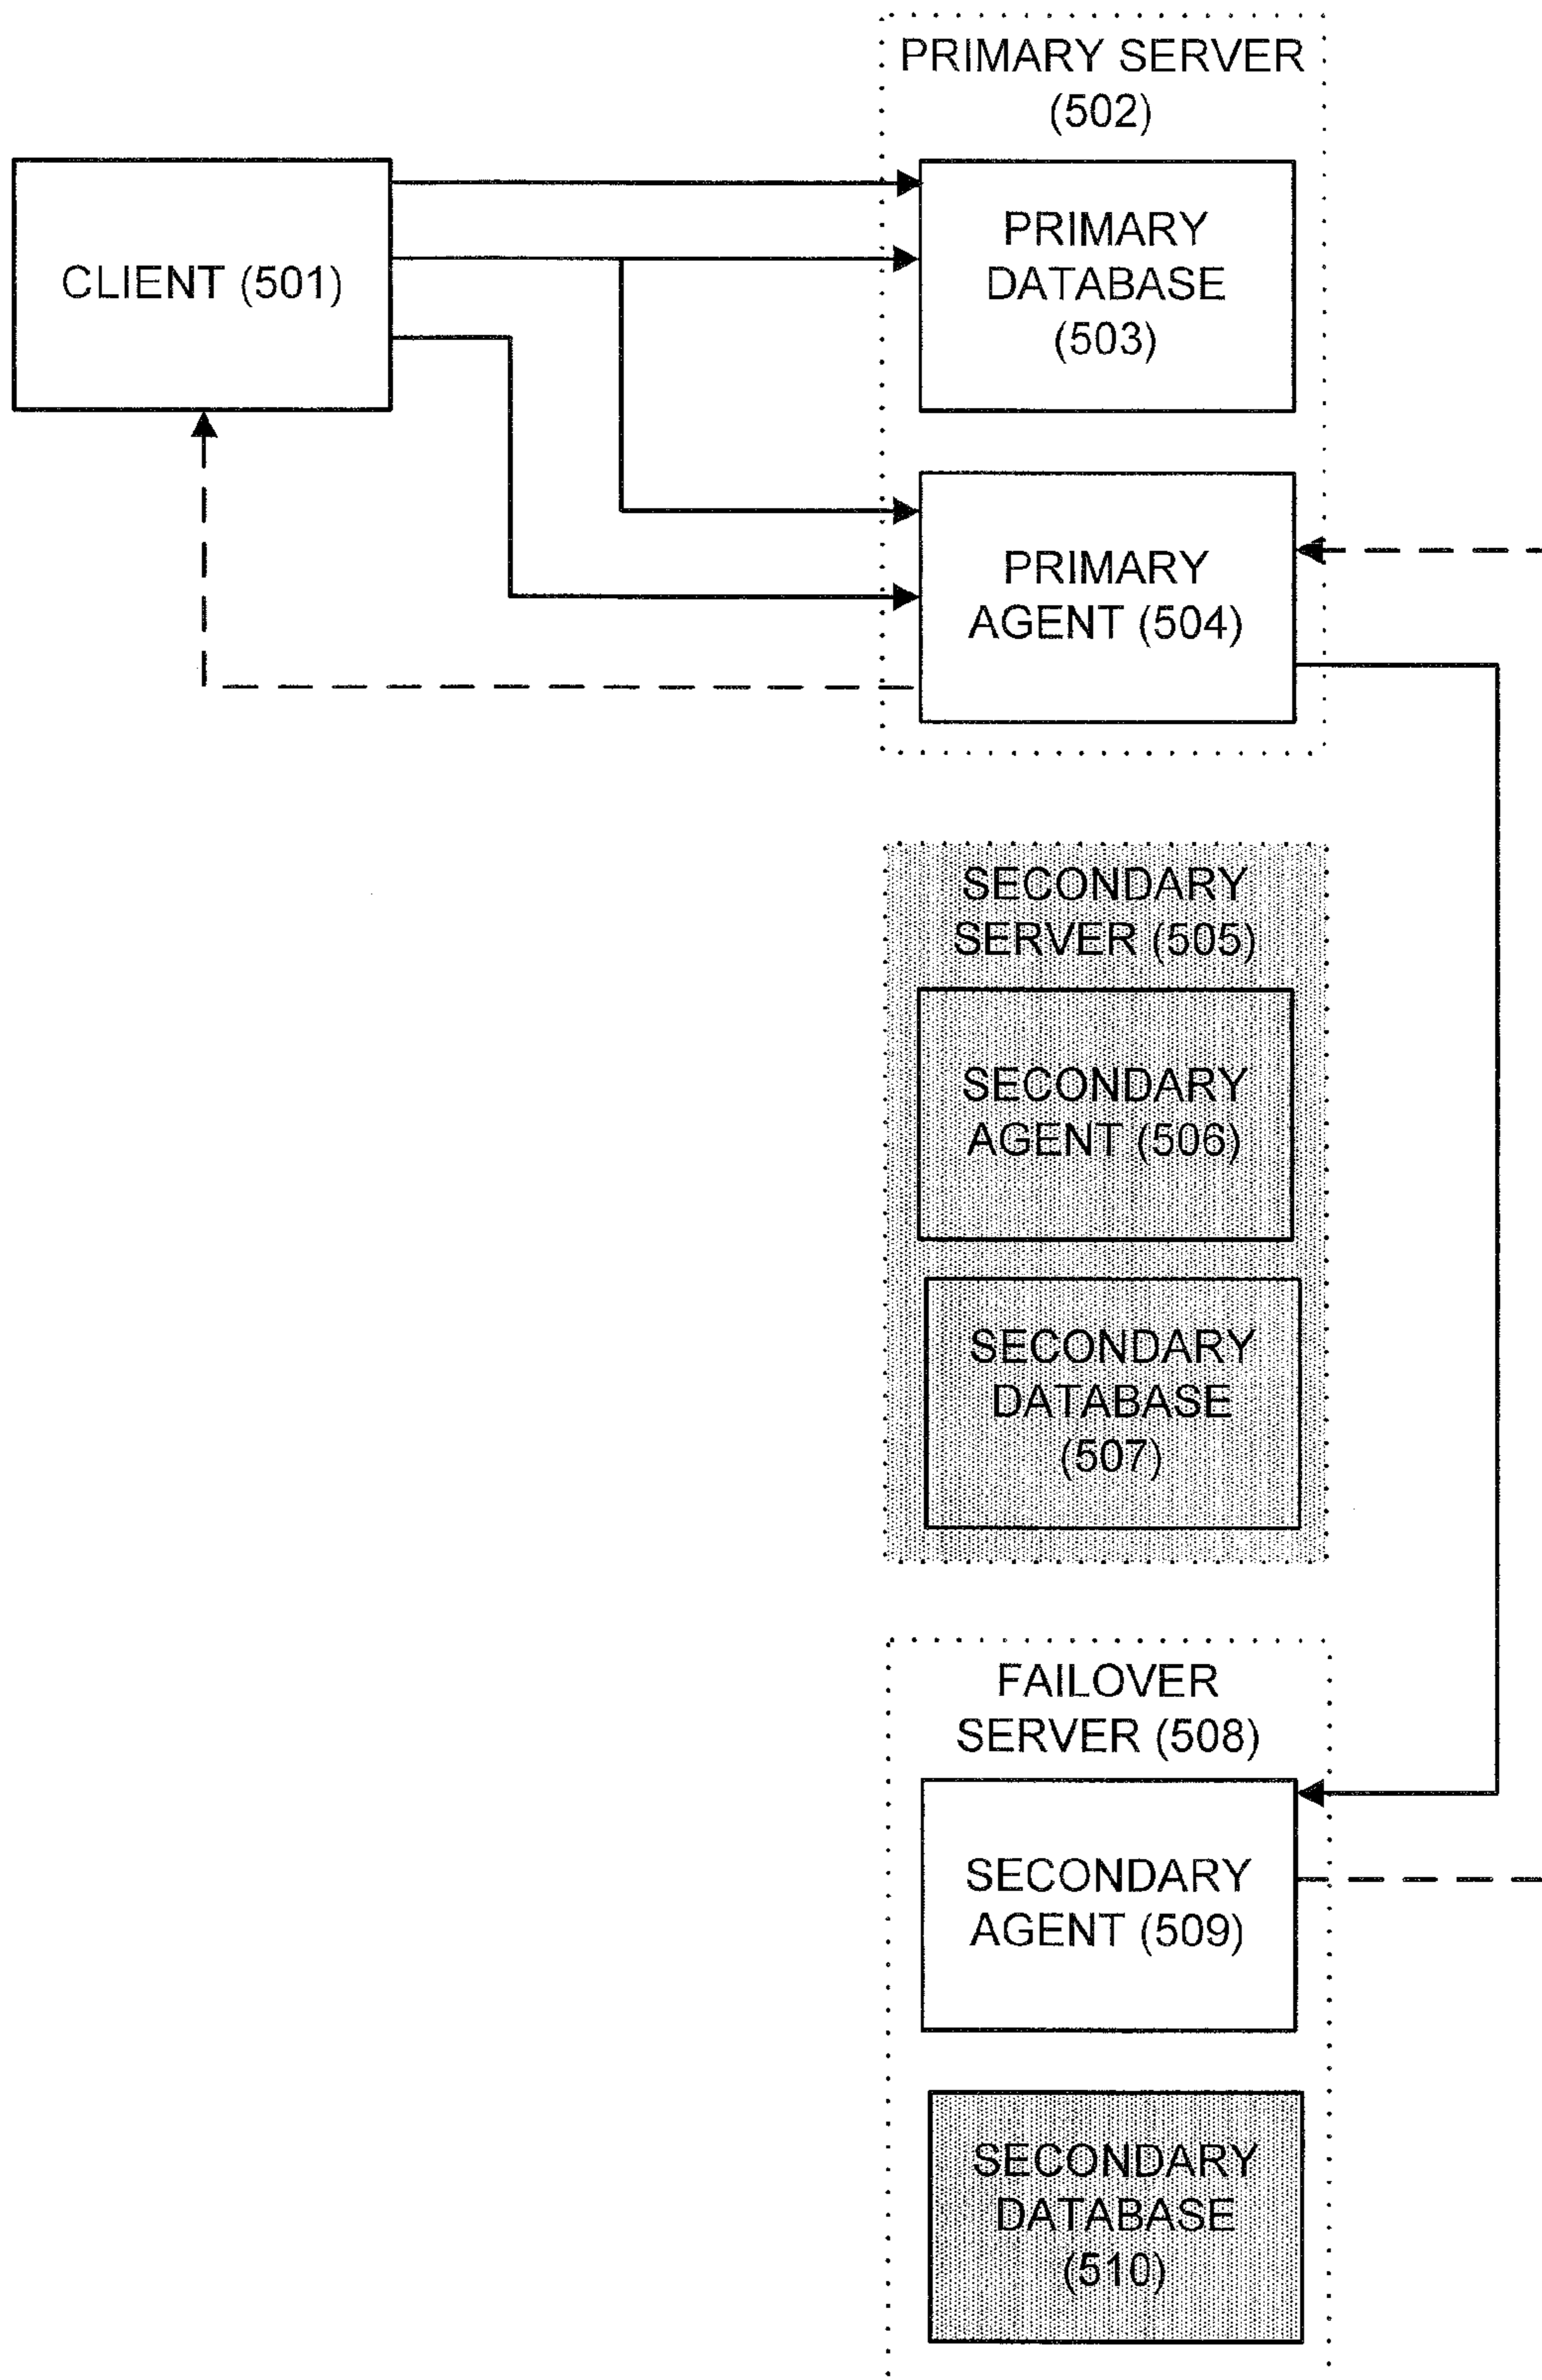 PRIMARY SERVER
(502)
CLIENT (501)
PRIMARY
DATABASE
(503)
PRIMARY
AGENT (504)
SECONDARY
SERVER (505)
SECONDARY
AGENT (506)
SECONDARY
DATABASE
(507)
FAILOVER
SERVER (508)
SECONDARY
AGENT (509)
SECONDARY
DATABASE
(510)